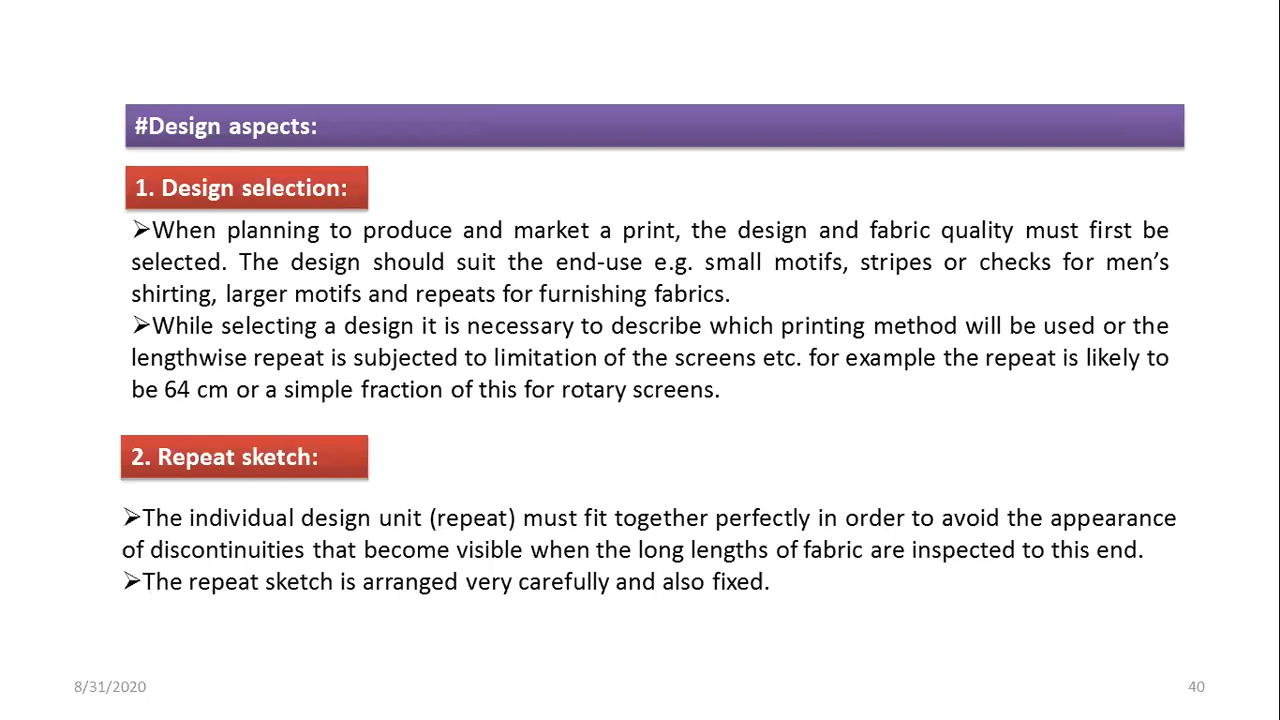 #Design aspects:
1. Design selection:
➢When planning to produce and market a print, the design and fabric quality must first be
selected. The design should suit the end-use e.g. small motifs, stripes or checks for men’s
shirting, larger motifs and repeats for furnishing fabrics.
➢While selecting a design it is necessary to describe which printing method will be used or the
lengthwise repeat is subjected to limitation of the screens etc. for example the repeat is likely to
be 64 cm or a simple fraction of this for rotary screens.
2. Repeat sketch:
➢The individual design unit (repeat) must fit together perfectly in order to avoid the appearance
of discontinuities that become visible when the long lengths of fabric are inspected to this end.
➢The repeat sketch is arranged very carefully and also fixed.
8/31/2020
40